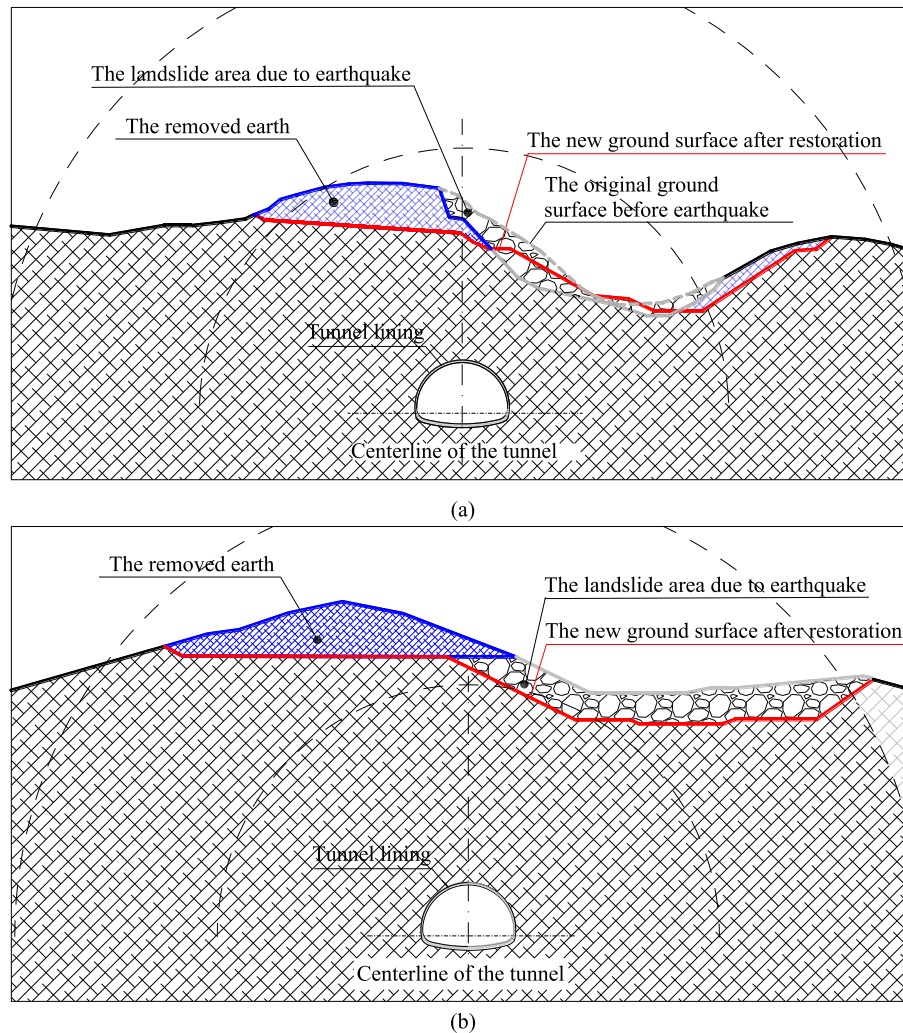 The landslide area due to earthquake
The removed earth
The new ground surface after restoration
The original ground
surface before earthquake
Tunnel lining
Centerline of the tunnel
(a)
The removed earth
The landslide area due to earthquake
The new ground surface after restoration
Tunnel lining
Centerline of the tunnel
(b)